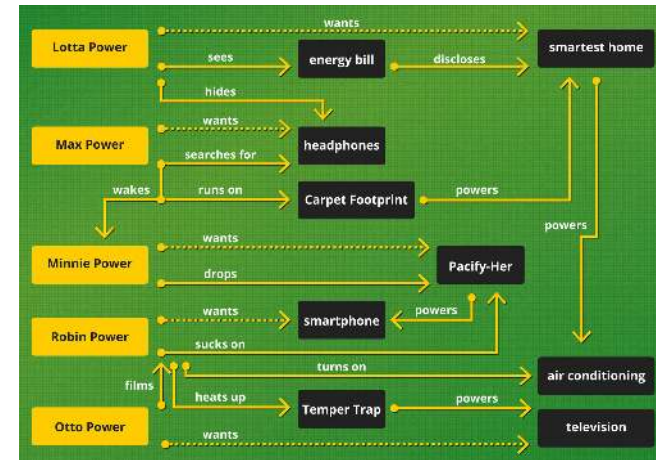 wants
Lotta Power
smartest home
sees
energy bill
discloses
hides
wants
Max Power
headphones
searches for
wakes
runs on
Carpet Footprint
powers
powers
wants
Minnie Power
Pacify-Her
drops
wants
smartphone
powers
Robin Power
sucks on
turns on
air conditioning
films
heats up
Temper Trap
powers
Otto Power
television
wants